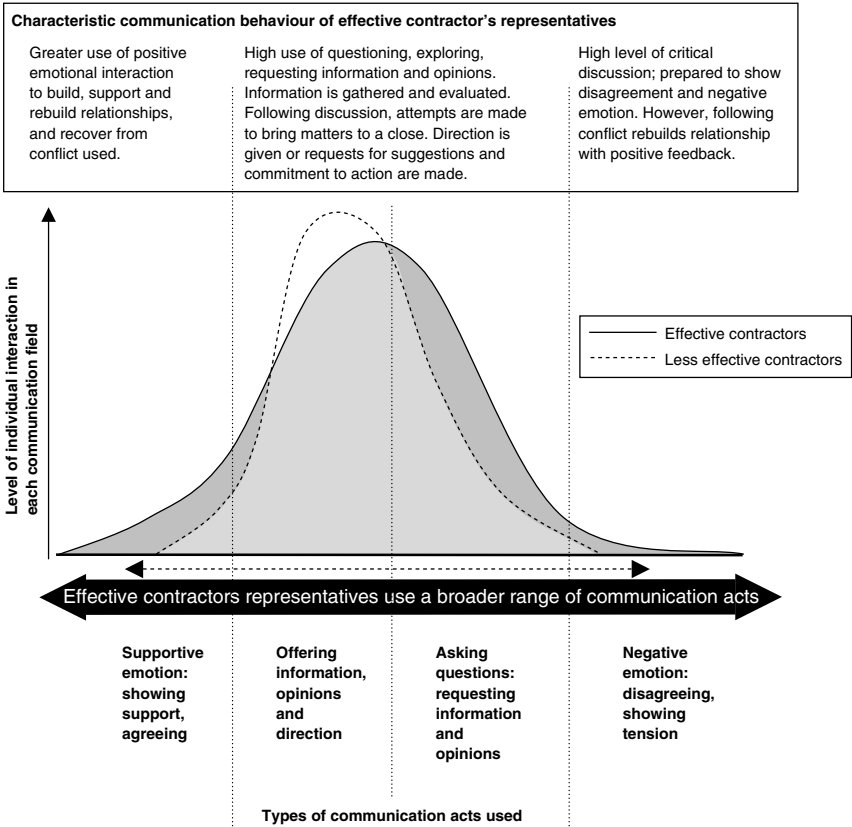 Characteristic communication behaviour of effective contractor's representatives
Greater use of positive
emotional interaction
to build, support and
rebuild relationships,
and recover from
conflict used.
High use of questioning, exploring,
requesting information and opinions.
Information is gathered and evaluated.
Following discussion, attempts are made
to bring matters to a close. Direction is
given or requests for suggestions and
commitment to action are made.
High level of critical
discussion; prepared to show
disagreement and negative
emotion. However, following
conflict rebuilds relationship
with positive feedback.
Level of individual interaction in
each communication field
Effective contractors
Less effective contractors
Effective contractors representatives use a broader range of communication acts
Supportive
emotion:
showing
support,
agreeing
Offering
information,
opinions
and
direction
Asking
questions:
requesting
information
and
opinions
Negative
emotion:
disagreeing,
showing
tension
Types of communication acts used